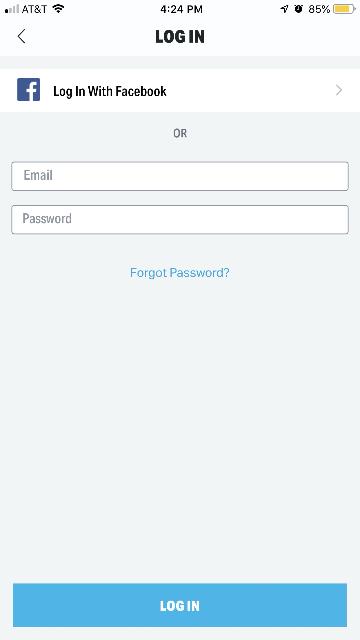 AT&T 4:24 PM 85%
LOG IN
Log In With Facebook
OR
Email
Password
Forgot Password?
LOG IN